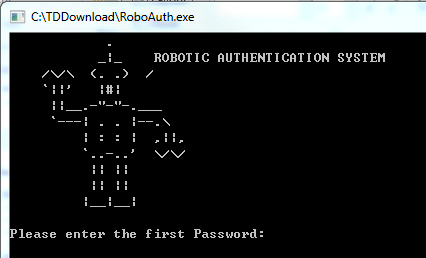 C:\TDDownload\RoboAuth.exe
ROBOTIC AUTHENTICATION SYSTEM
Please enter the first Password: